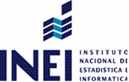 INEI
INSTITUTO
NACIONAL DE
ESTADISTICA E
INFORMATICA